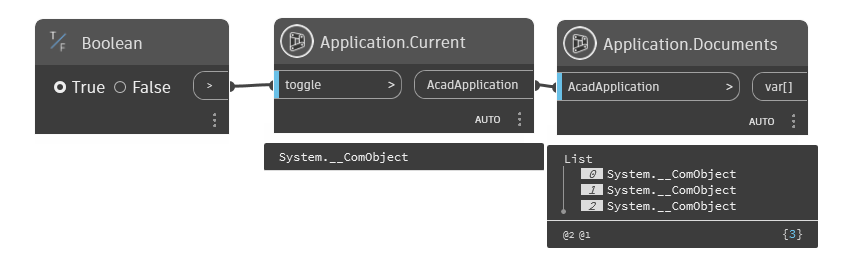 T
F
Boolean
True False >
Application.Current
toggle > AcadApplication
AUTO
System.__ComObject
Application.Documents
AcadApplication > var[]
AUTO
List
0 System.__ComObject
1 System.__ComObject
2 System.__ComObject
@2 @1 {3}